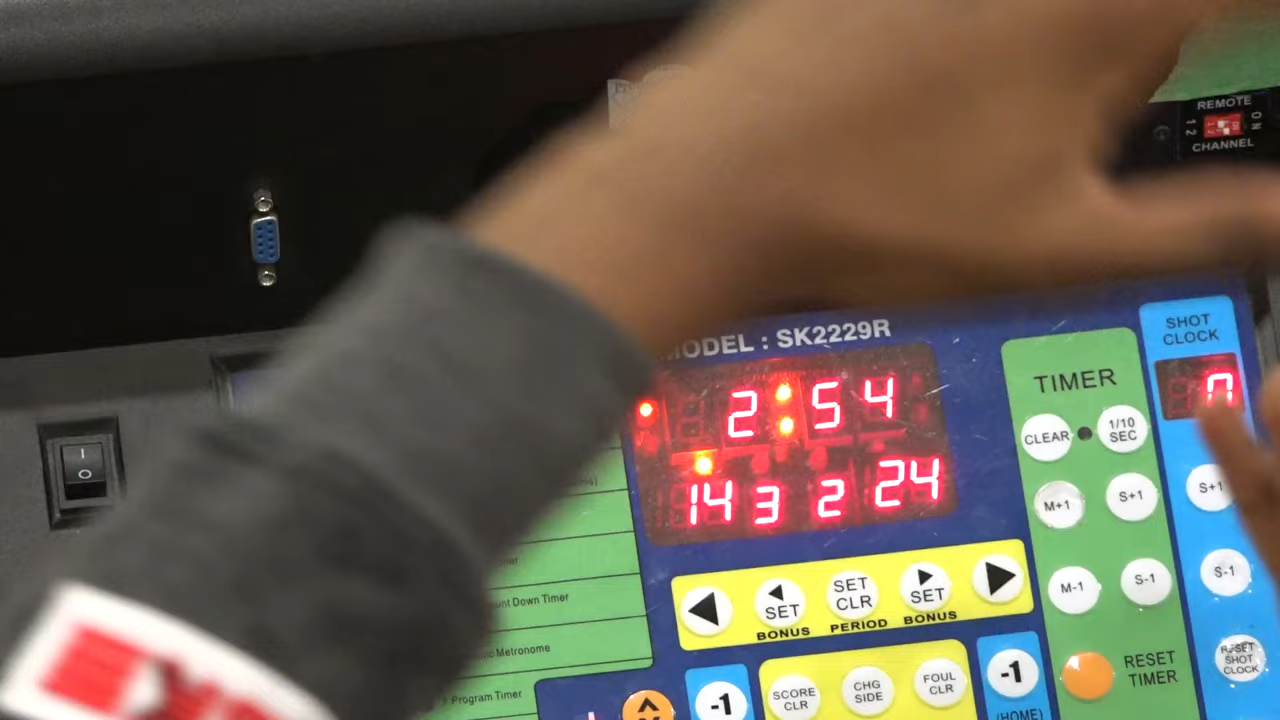 REMOTE
1 2
ON
CHANNEL
MODEL : SK2229R
SHOT
CLOCK
2:54
14 3 2 24
TIMER
CLEAR
1/10
SEC
M+1
S+1
S+1
M-1
S-1
S-1
SET
SET
CLR
SET
BONUS
PERIOD
BONUS
RESET
TIMER
RESET
SHOT
CLOCK
Down Timer
Metronome
Program Timer
-1
SCORE
CLR
CHG
SIDE
FOUL
CLR
-1
(HOME)
I
O